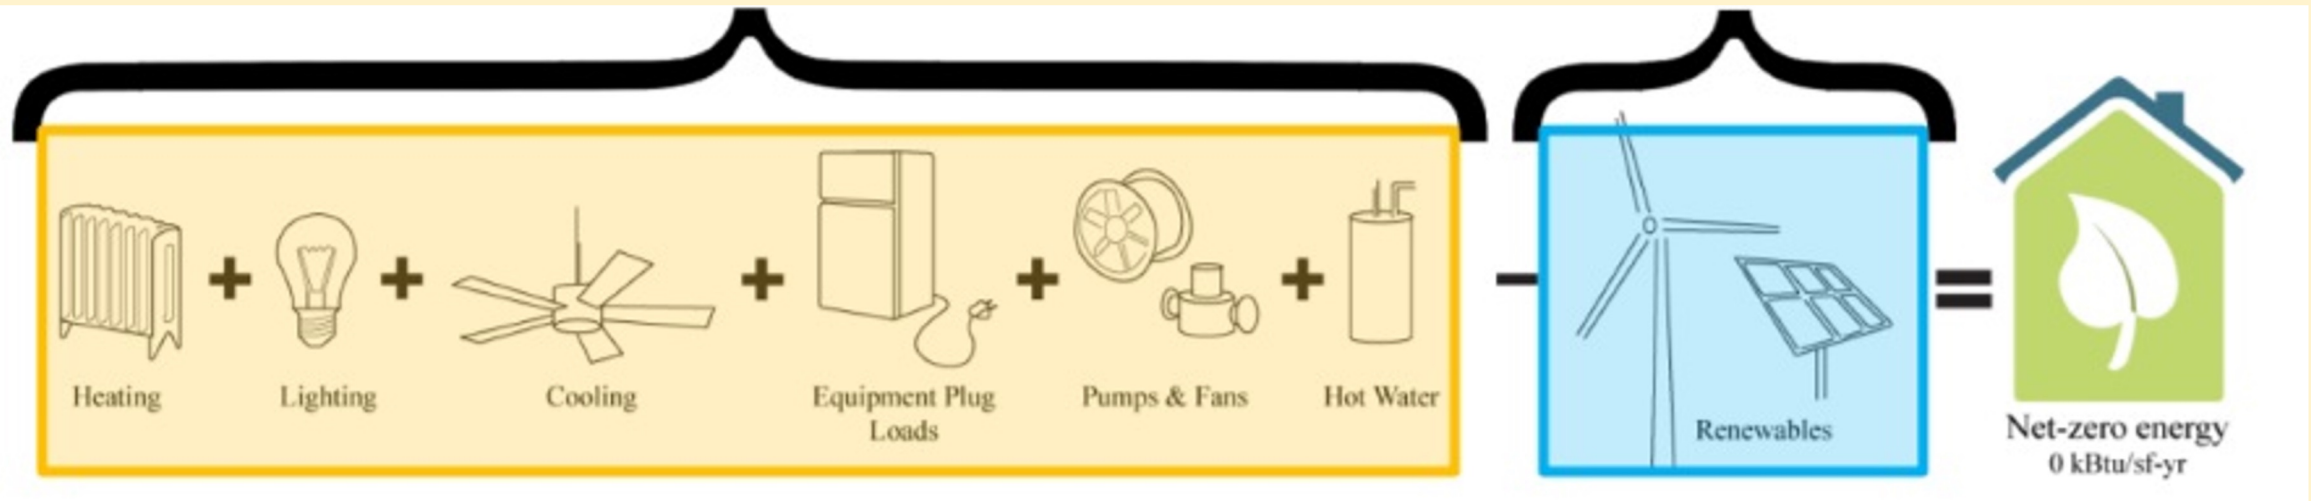 Heating
Lighting
Cooling
Equipment Plug
Loads
Pumps & Fans
Hot Water
Renewables
Net-zero energy
0 kBtu/sf-yr